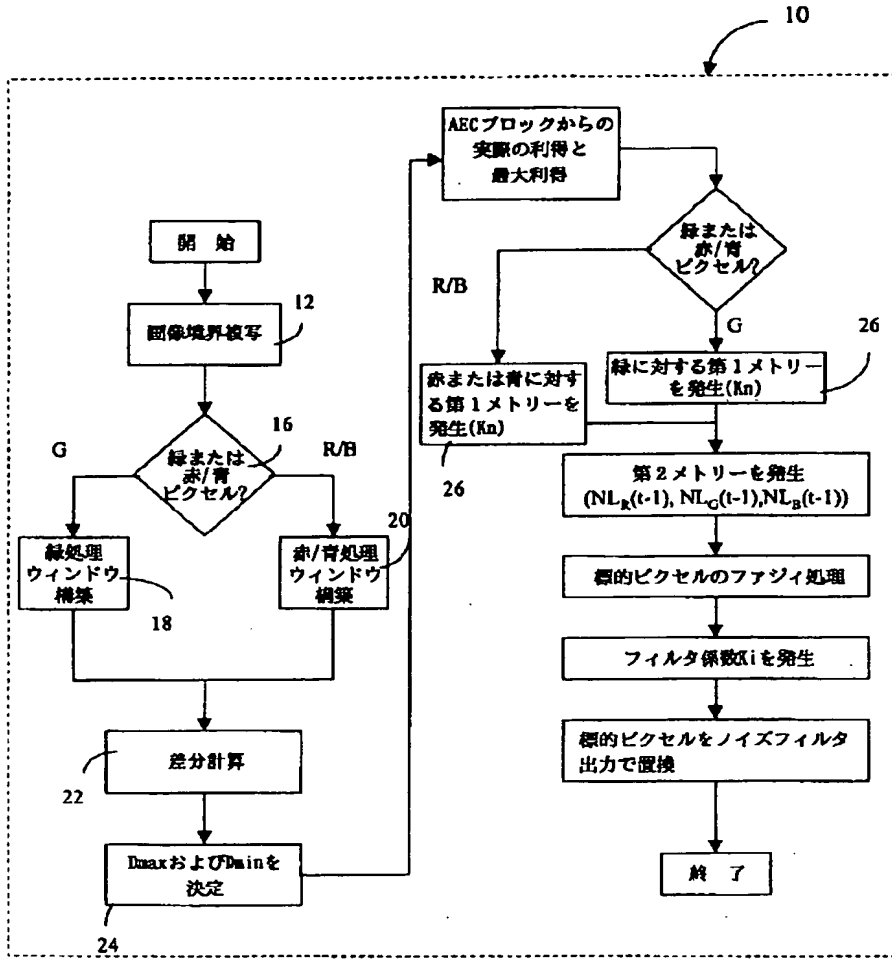 10
開 始
12
画像境界複写
16
緑または
赤/青
ピクセル?
G
R/B
緑処理
ウィンドウ
構築
18
20
赤/青処理
ウィンドウ
構築
差分計算
22
DmaxおよびDminを
決定
24
AECブロックからの
実際の利得と
最大利得
緑または
赤/青
ピクセル?
R/B
G
26
赤または青に対す
る第1メトリーを
発生(Kn)
26
緑に対する第1メトリー
を発生(Kn)
第2メトリーを発生
(NL_R(t-1), NL_G(t-1),NL_B(t-1))
標的ピクセルのファジィ処理
フィルタ係数Kiを発生
標的ピクセルをノイズフィルタ
出力で置換
終 了